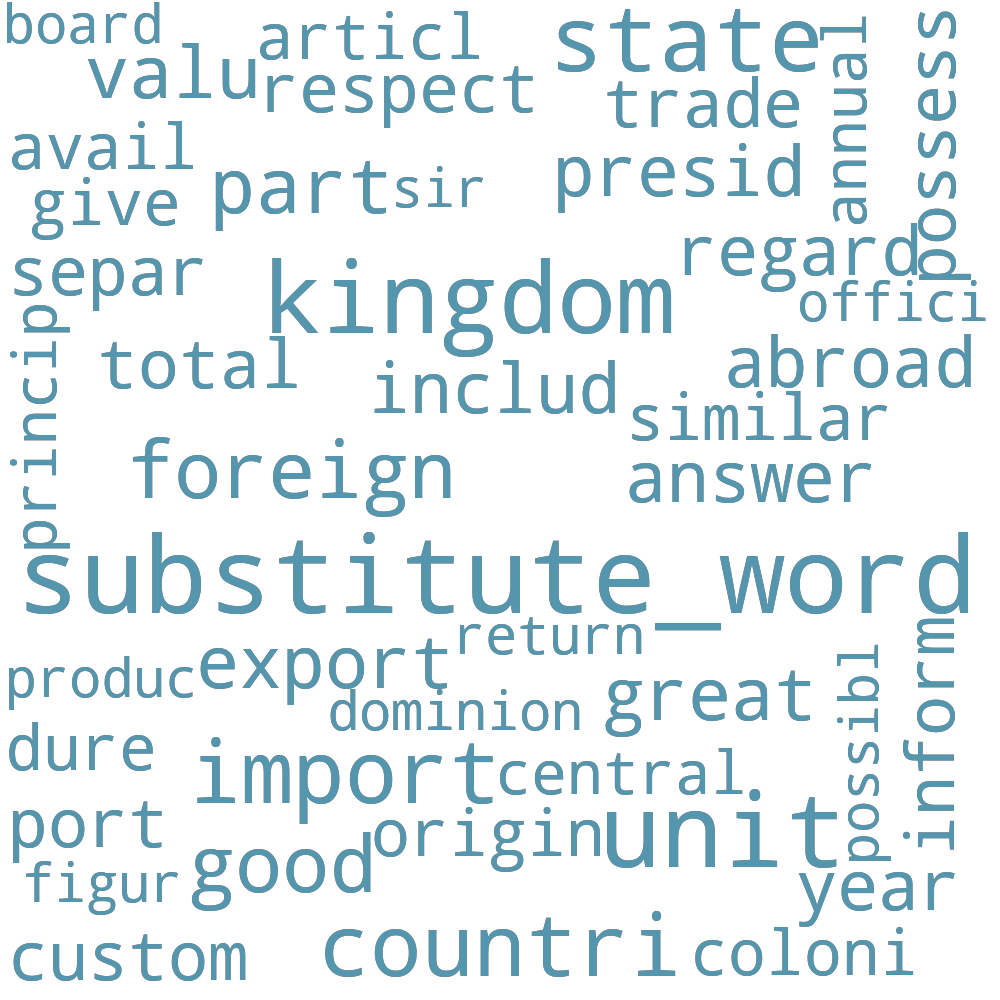 board
articl
state
annual
possess
valu
respect
trade
avail
presid
give
part
sir
regard
separ
kingdom
offici
princip
total
includ
abroad
similar
foreign
answer
substitute_word
return
export
produc
great
possibl
inform
dominion
dure
import
central
port
origin
unit
good
figur
year
custom
countri
coloni